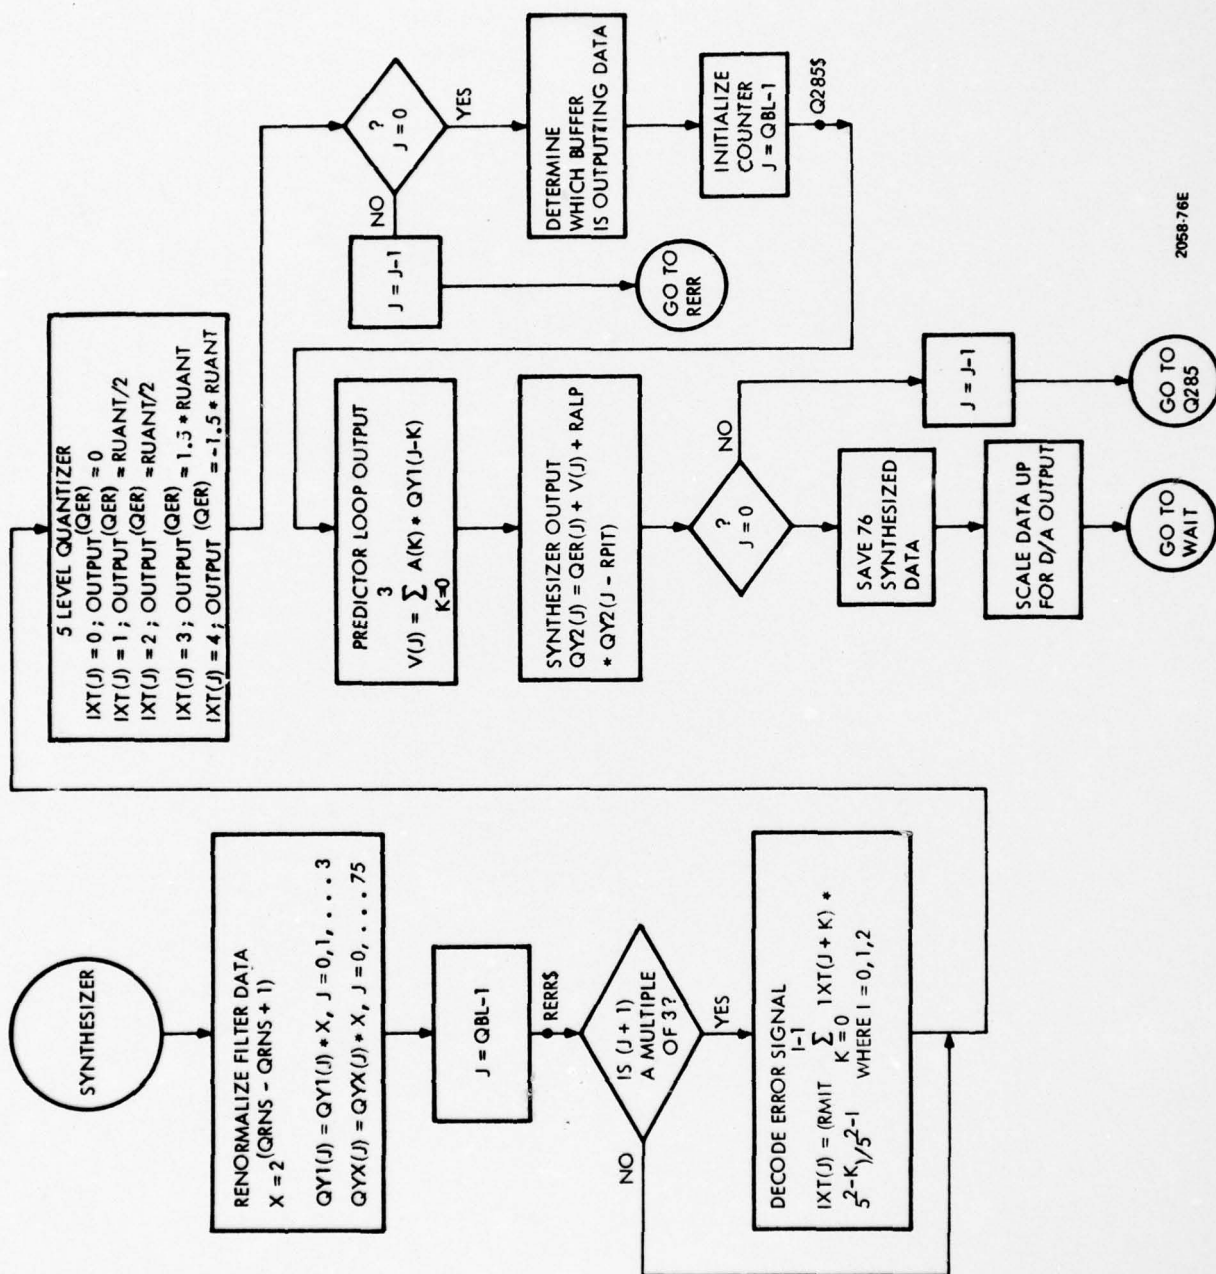 SYNTHESIZER
RENORMALIZE FILTER DATA
X = 2^(QRNS - QRNS + 1)
QY1(J) = QY1(J) * X, J = 0, 1, . . . 3
QYX(J) = QYX(J) * X, J = 0, . . . 75
J = QBL-1
RERR$
IS (J + 1)
A MULTIPLE
OF 3?
NO
YES
DECODE ERROR SIGNAL
I-1
IXT(J) = (RMIT Σ 1XT(J + K) *
K = 0
5^2-K)/5^2-1 WHERE I = 0, 1, 2
5 LEVEL QUANTIZER
IXT(J) = 0 ; OUTPUT (QER) = 0
IXT(J) = 1 ; OUTPUT (QER) = RUANT/2
IXT(J) = 2 ; OUTPUT (QER) = RUANT/2
IXT(J) = 3 ; OUTPUT (QER) = 1.5 * RUANT
IXT(J) = 4 ; OUTPUT (QER) = -1.5 * RUANT
?
J = 0
NO
YES
J = J-1
GO TO
RERR
DETERMINE
WHICH BUFFER
IS OUTPUTTING DATA
INITIALIZE
COUNTER
J = QBL-1
Q285$
PREDICTOR LOOP OUTPUT
3
V(J) = Σ A(K) * QY1(J-K)
K=0
SYNTHESIZER OUTPUT
QY2(J) = QER(J) + V(J) + RALP
* QY2(J - RPIT)
?
J = 0
NO
J = J-1
GO TO
Q285
SAVE 76
SYNTHESIZED
DATA
SCALE DATA UP
FOR D/A OUTPUT
GO TO
WAIT
2058-76E